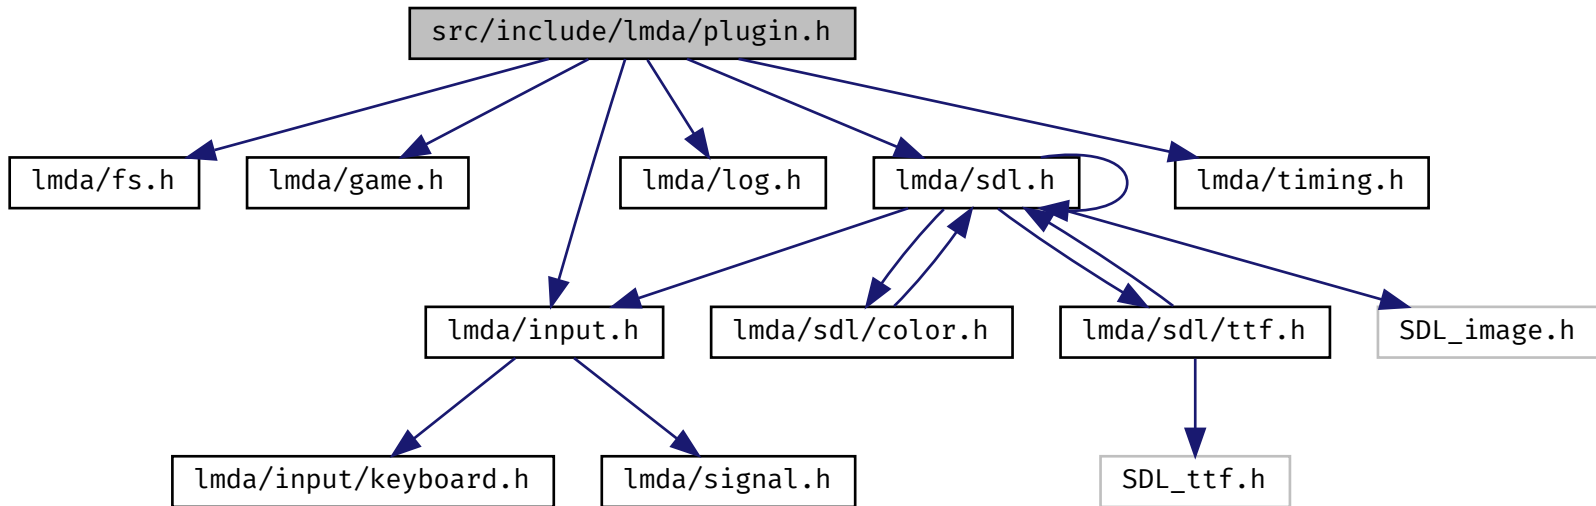 src/include/lmda/plugin.h
lmda/fs.h
lmda/game.h
lmda/log.h
lmda/sdl.h
lmda/timing.h
lmda/input.h
lmda/sdl/color.h
lmda/sdl/ttf.h
SDL_image.h
lmda/input/keyboard.h
lmda/signal.h
SDL_ttf.h